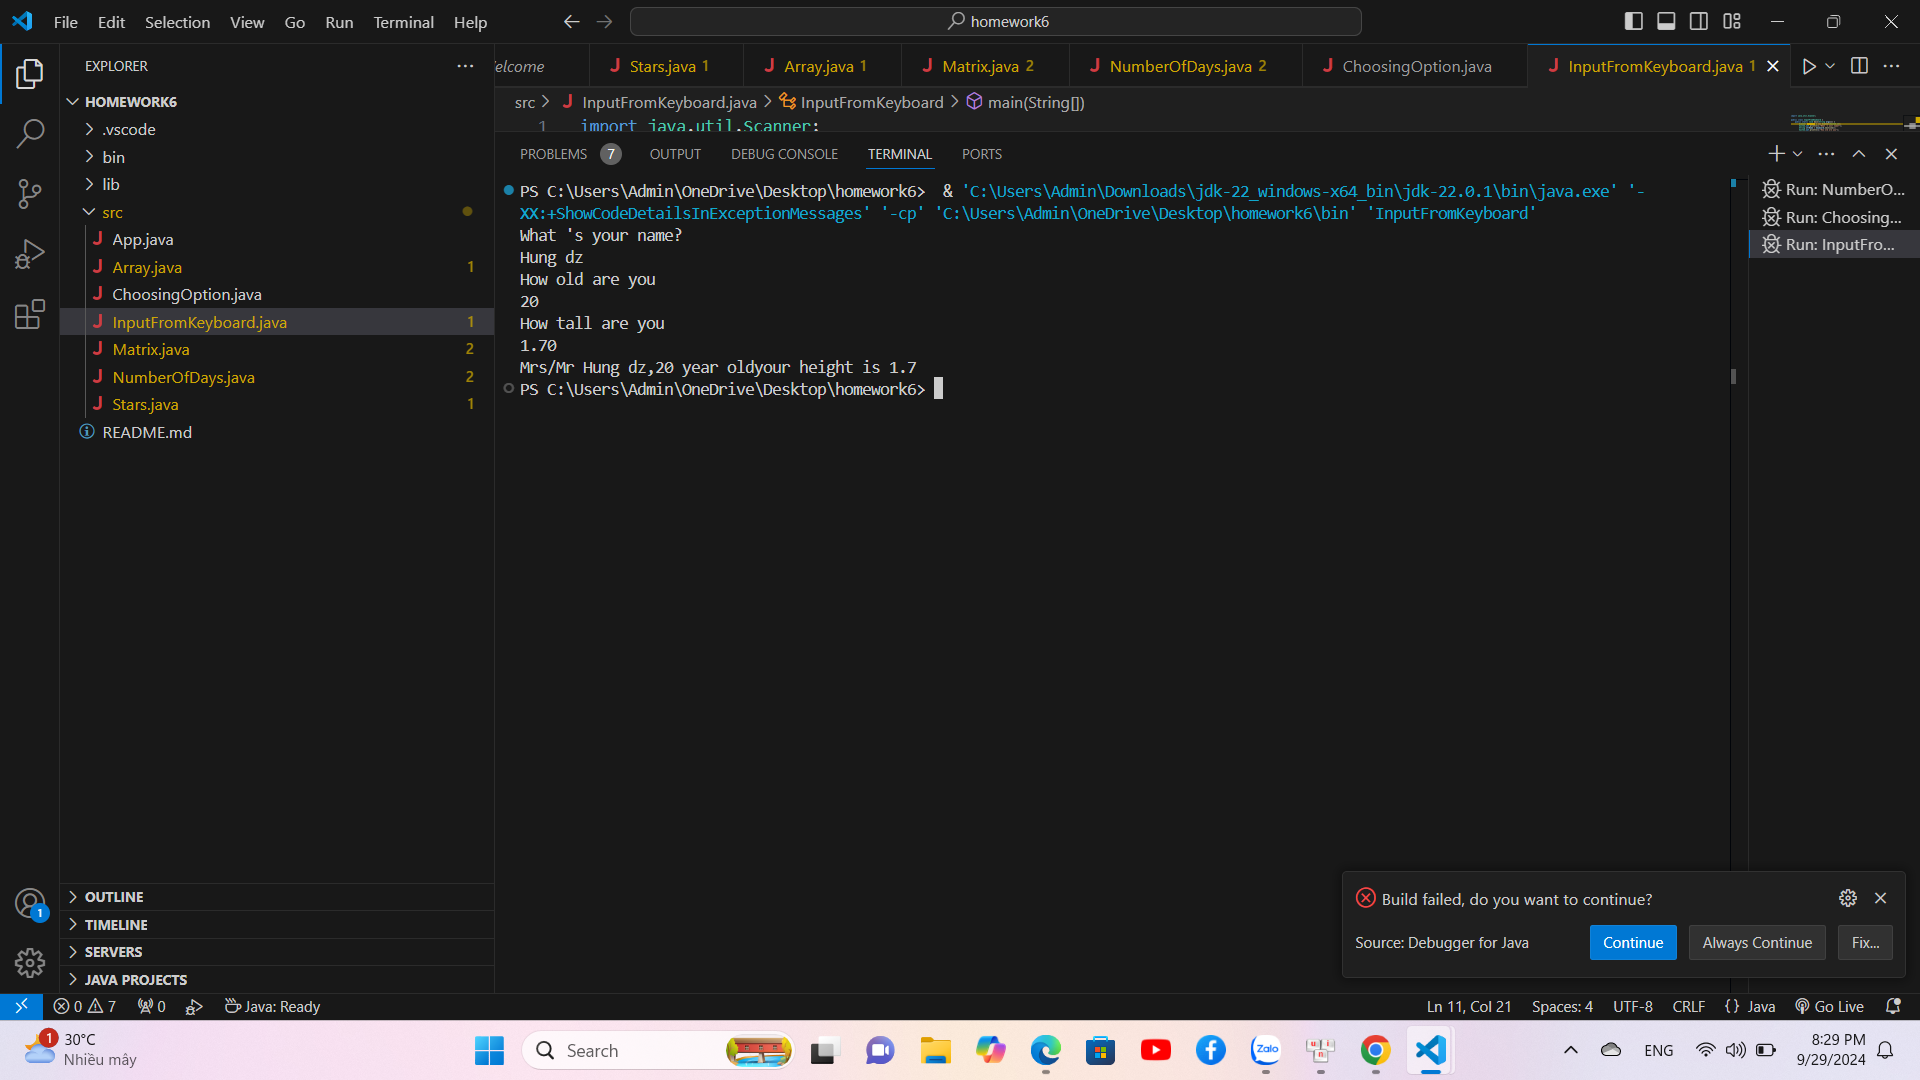 File Edit Selection View Go Run Terminal Help
homework6
EXPLORER
HOMEWORK6
.vscode
bin
lib
src
App.java
Array.java 1
ChoosingOption.java
InputFromKeyboard.java 1
Matrix.java 2
NumberOfDays.java 2
Stars.java 1
README.md
OUTLINE
TIMELINE
SERVERS
JAVA PROJECTS
elcome Stars.java 1 Array.java 1 Matrix.java 2 NumberOfDays.java 2 ChoosingOption.java InputFromKeyboard.java 1
src > InputFromKeyboard.java > InputFromKeyboard > main(String[])
1 import java.util.Scanner;
PROBLEMS 7 OUTPUT DEBUG CONSOLE TERMINAL PORTS
PS C:\Users\Admin\OneDrive\Desktop\homework6>  & 'C:\Users\Admin\Downloads\jdk-22_windows-x64_bin\jdk-22.0.1\bin\java.exe' '-
XX:+ShowCodeDetailsInExceptionMessages' '-cp' 'C:\Users\Admin\OneDrive\Desktop\homework6\bin' 'InputFromKeyboard'
What 's your name?
Hung dz
How old are you
20
How tall are you
1.70
Mrs/Mr Hung dz,20 year oldyour height is 1.7
PS C:\Users\Admin\OneDrive\Desktop\homework6>
Run: NumberO...
Run: Choosing...
Run: InputFro...
Build failed, do you want to continue?
Source: Debugger for Java
Continue
Always Continue
Fix...
1
0 7 0 Java: Ready
Ln 11, Col 21 Spaces: 4 UTF-8 CRLF {} Java Go Live
1
30°C
Nhiều mây
Search
Zalo
ENG
8:29 PM
9/29/2024